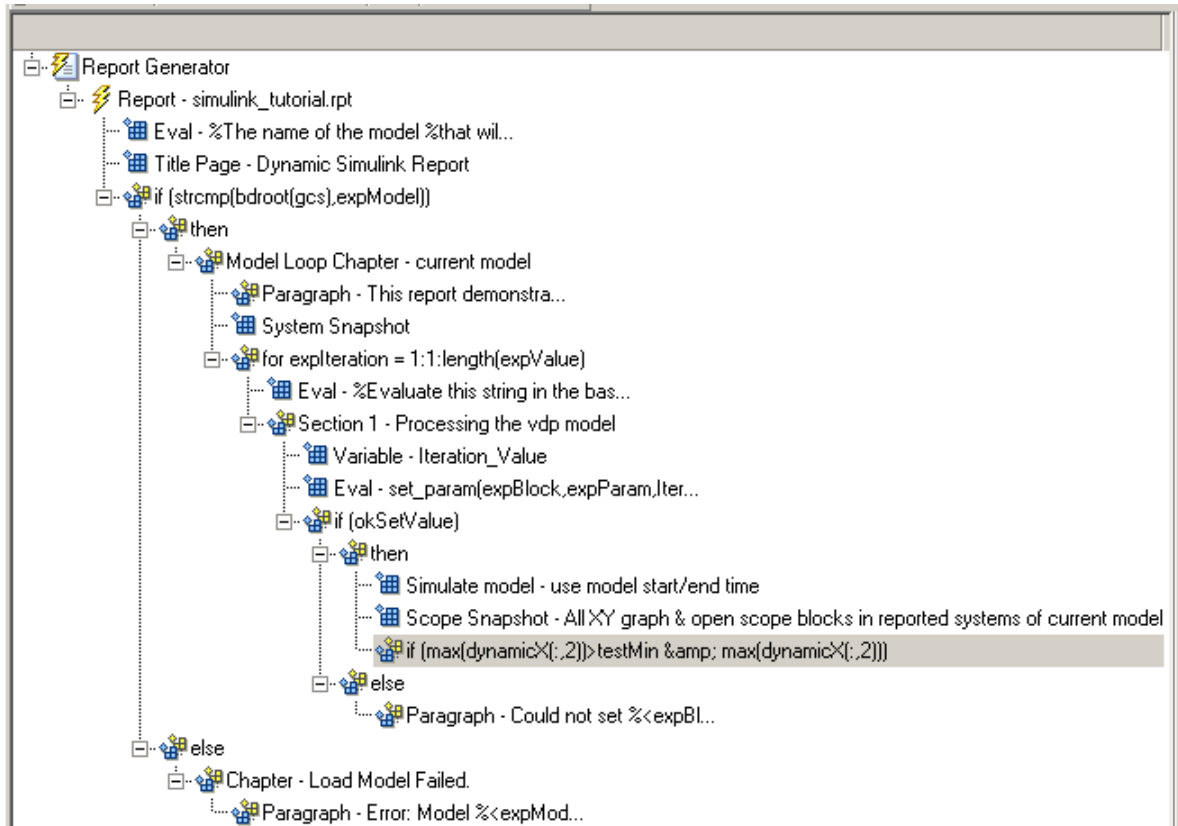 Report Generator
Report - simulink_tutorial.rpt
Eval - %The name of the model %that wil...
Title Page - Dynamic Simulink Report
if (strcmp(bdroot(gcs),expModel))
then
Model Loop Chapter - current model
Paragraph - This report demonstra...
System Snapshot
for expIteration = 1:1:length(expValue)
Eval - %Evaluate this string in the bas...
Section 1 - Processing the vdp model
Variable - Iteration_Value
Eval - set_param(expBlock,expParam,Iter...
if (okSetValue)
then
Simulate model - use model start/end time
Scope Snapshot - All XY graph & open scope blocks in reported systems of current model
if (max(dynamicX(:,2))>testMin &amp; max(dynamicX(:,2)))
else
Paragraph - Could not set %<expBl...
else
Chapter - Load Model Failed.
Paragraph - Error: Model %<expMod...